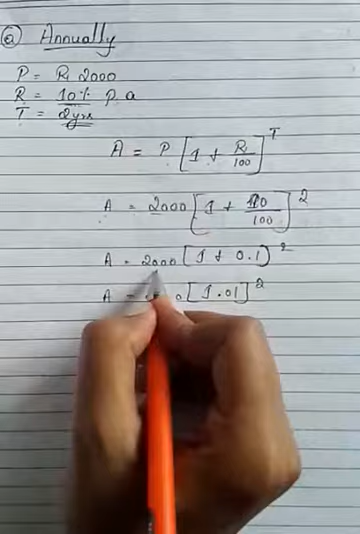 (a) Annually
P = Rs 2000
R = 10% p.a
T = 2yrs
A = P [1 + R/100]^T
A = 2000 [1 + 10/100]^2
A = 2000 [1 + 0.1)^2
A = 0 [1.01]^2